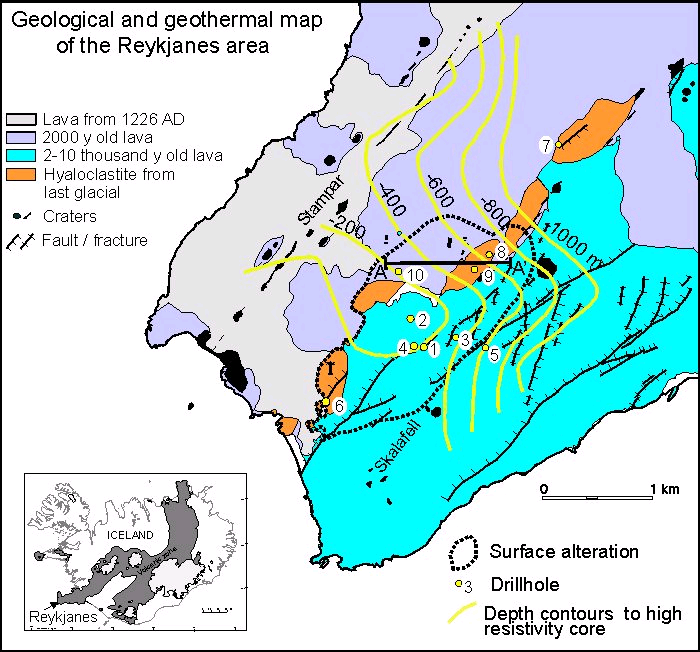 Geological and geothermal map
of the Reykjanes area
Lava from 1226 AD
2000 y old lava
2-10 thousand y old lava
Hyaloclastite from
last glacial
Craters
Fault / fracture
Stampar
-200
-400
-600
-800
-1000 m
7
8
A
A'
10
9
2
4
1
3
5
6
Skalafell
0
1 km
ICELAND
Volcanic zone
Reykjanes
Surface alteration
3
Drillhole
Depth contours to high
resistivity core